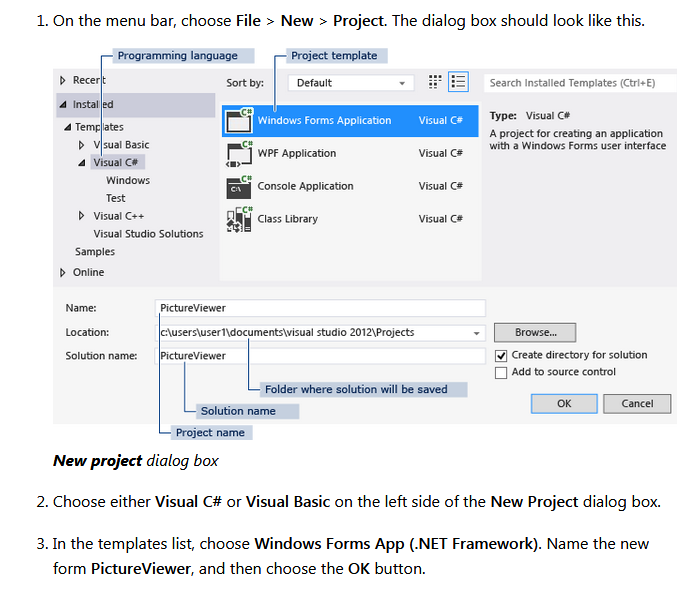 1. On the menu bar, choose File > New > Project. The dialog box should look like this.
Programming language
Project template
Recent
Installed
Templates
Visual Basic
Visual C#
Windows
Test
Visual C++
Visual Studio Solutions
Samples
Online
Sort by:
Default
Search Installed Templates (Ctrl+E)
C#
Windows Forms Application
Visual C#
C#
WPF Application
Visual C#
C#
C:\
Console Application
Visual C#
C#
Class Library
Visual C#
Type: Visual C#
A project for creating an application
with a Windows Forms user interface
Name:
PictureViewer
Location:
c:\users\user1\documents\visual studio 2012\Projects
Browse...
Solution name:
PictureViewer
Create directory for solution
Add to source control
Folder where solution will be saved
Solution name
Project name
OK
Cancel
New project dialog box
2. Choose either Visual C# or Visual Basic on the left side of the New Project dialog box.
3. In the templates list, choose Windows Forms App (.NET Framework). Name the new
form PictureViewer, and then choose the OK button.